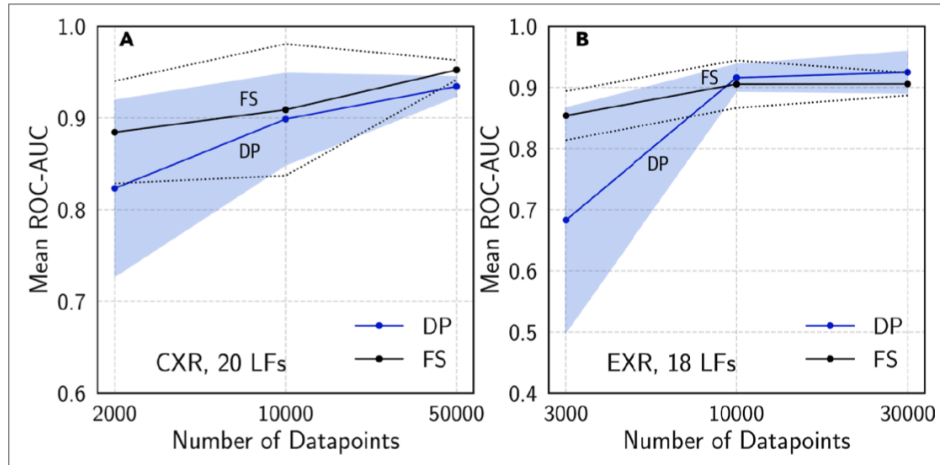 A
1.0
0.9
0.8
0.7
0.6
Mean ROC-AUC
FS
DP
DP
FS
CXR, 20 LFs
2000
10000
50000
Number of Datapoints
B
1.0
0.9
0.8
0.7
0.6
0.5
0.4
Mean ROC-AUC
FS
DP
DP
FS
EXR, 18 LFs
3000
10000
30000
Number of Datapoints